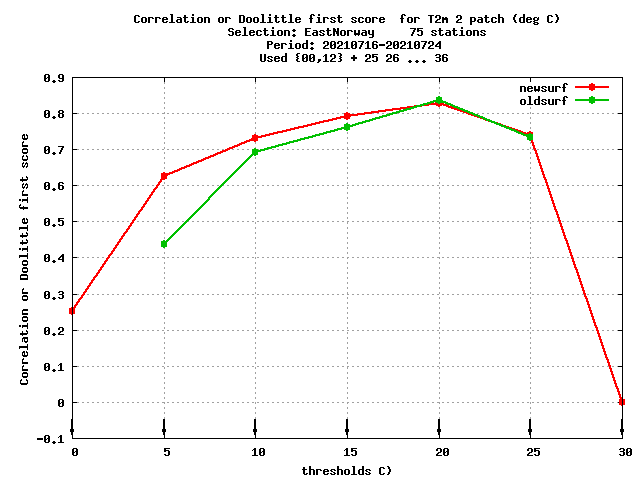 Correlation or Doolittle first score  for T2m 2 patch (deg C)
Selection: EastNorway     75 stations
Period: 20210716-20210724
Used {00,12} + 25 26 ... 36
newsurf
oldsurf
Correlation or Doolittle first score
0.9
0.8
0.7
0.6
0.5
0.4
0.3
0.2
0.1
0
-0.1
0 5 10 15 20 25 30
thresholds C)